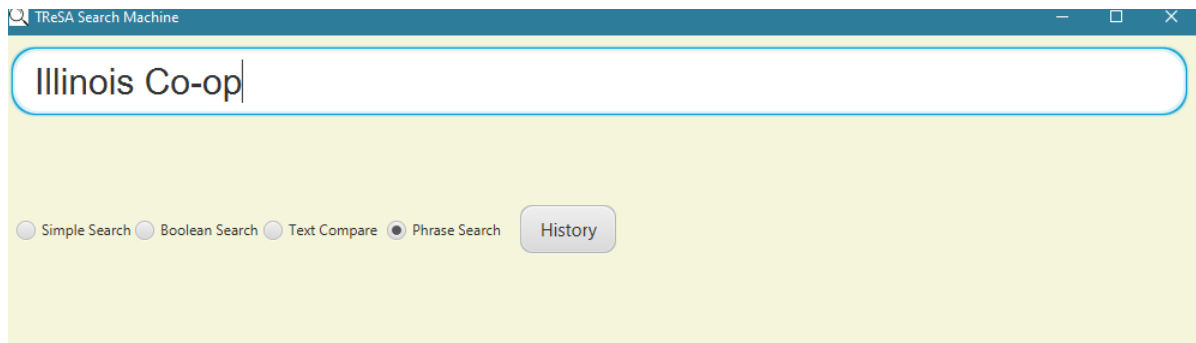 TReSA Search Machine
Illinois Co-op
Simple Search Boolean Search Text Compare Phrase Search History